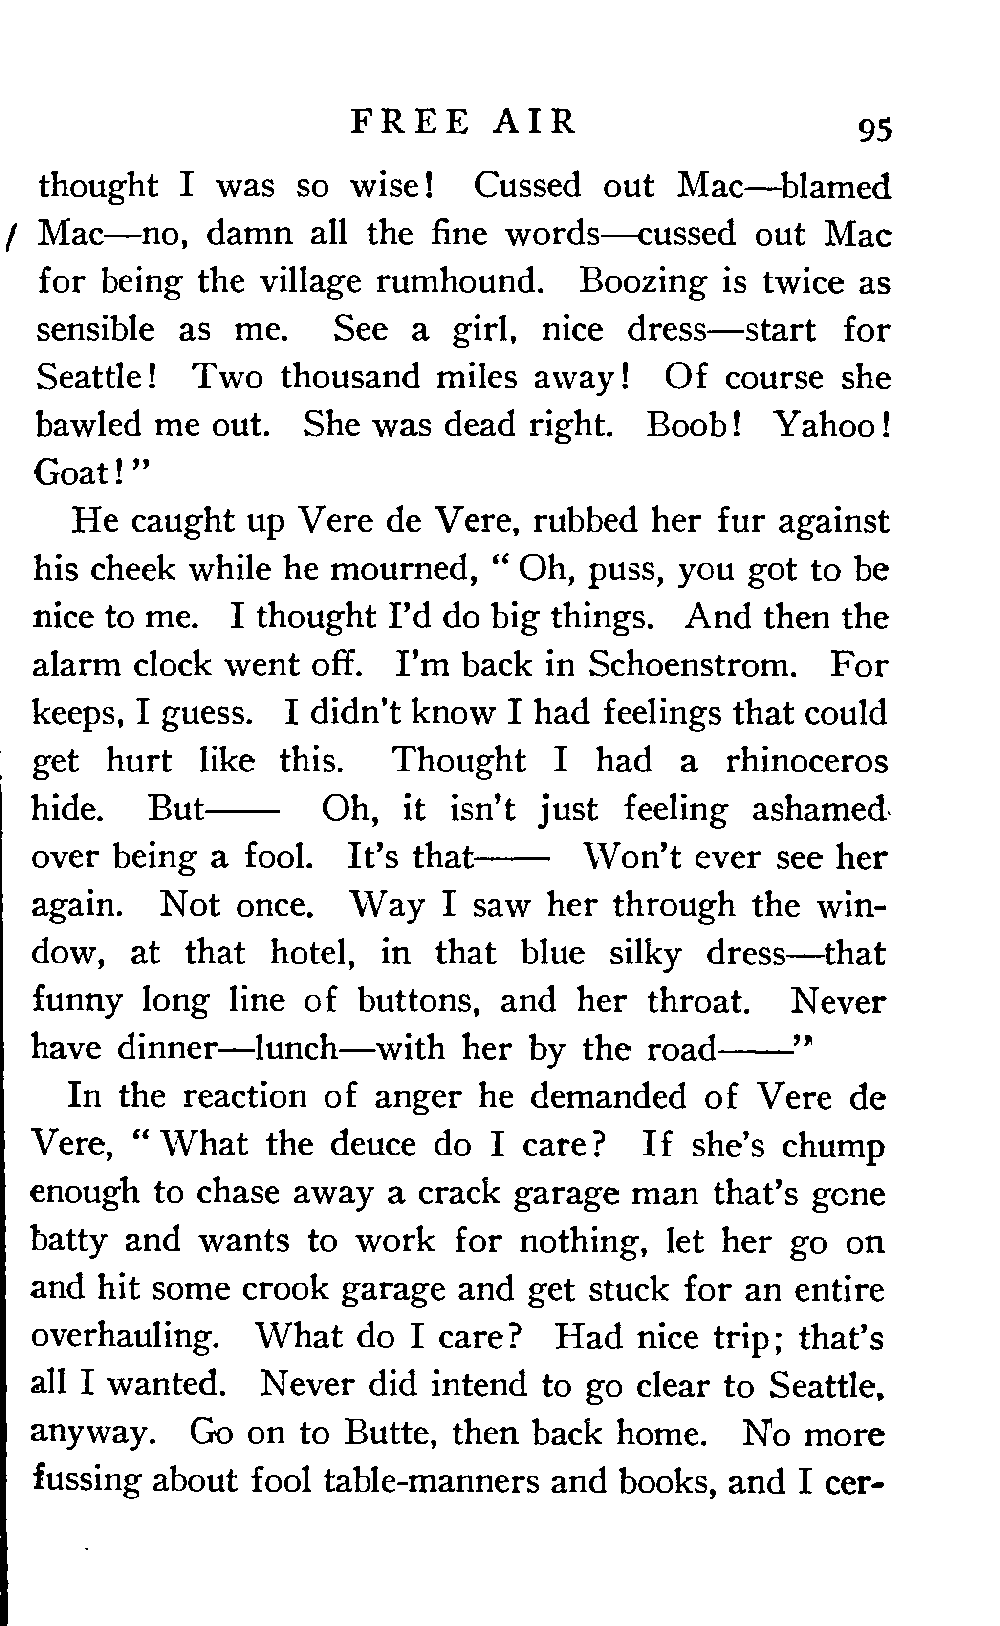 FREE AIR 95
thought I was so wise! Cussed out Mac—blamed
Mac—no, damn all the fine words—cussed out Mac
for being the village rumhound. Boozing is twice as
sensible as me. See a girl, nice dress—start for
Seattle! Two thousand miles away! Of course she
bawled me out. She was dead right. Boob! Yahoo!
Goat!"
He caught up Vere de Vere, rubbed her fur against
his cheek while he mourned, "Oh, puss, you got to be
nice to me. I thought I'd do big things. And then the
alarm clock went off. I'm back in Schoenstrom. For
keeps, I guess. I didn't know I had feelings that could
get hurt like this. Thought I had a rhinoceros
hide. But—— Oh, it isn't just feeling ashamed
over being a fool. It's that—— Won't ever see her
again. Not once. Way I saw her through the win-
dow, at that hotel, in that blue silky dress—that
funny long line of buttons, and her throat. Never
have dinner—lunch—with her by the road——"
In the reaction of anger he demanded of Vere de
Vere, "What the deuce do I care? If she's chump
enough to chase away a crack garage man that's gone
batty and wants to work for nothing, let her go on
and hit some crook garage and get stuck for an entire
overhauling. What do I care? Had nice trip; that's
all I wanted. Never did intend to go clear to Seattle,
anyway. Go on to Butte, then back home. No more
fussing about fool table-manners and books, and I cer-